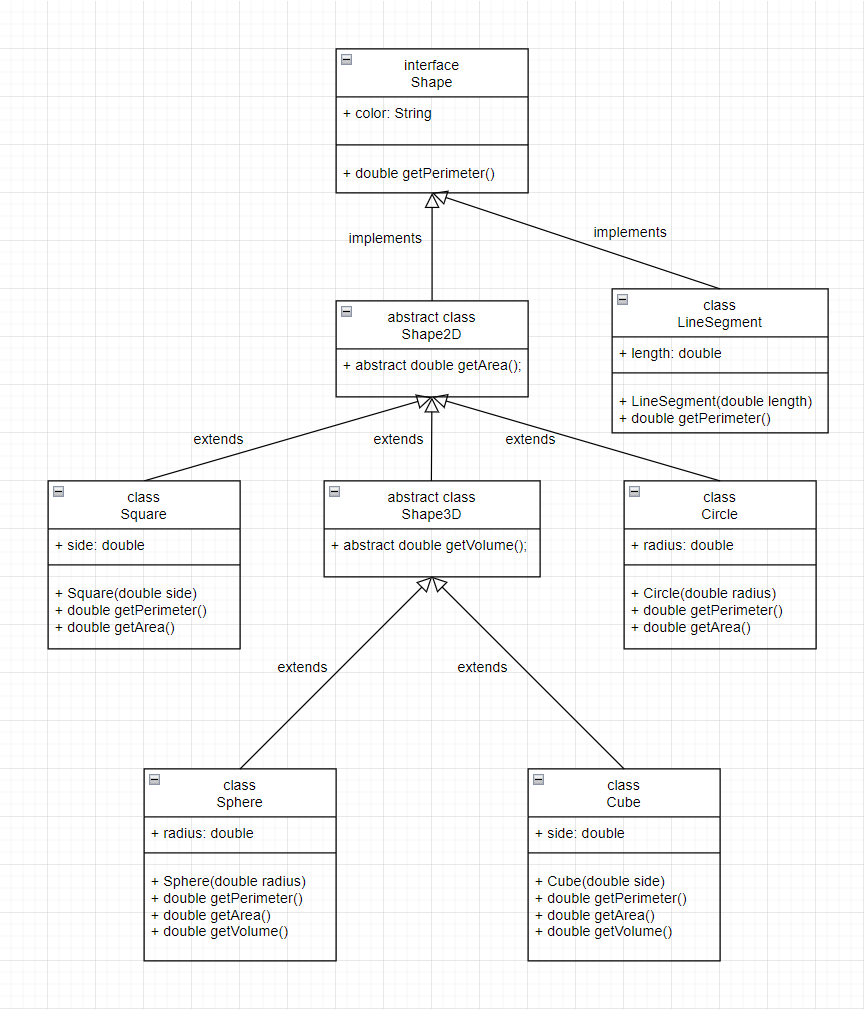 interface
Shape
+ color: String
+ double getPerimeter()
implements
implements
abstract class
Shape2D
+ abstract double getArea();
class
LineSegment
+ length: double
+ LineSegment(double length)
+ double getPerimeter()
extends
extends
extends
class
Square
+ side: double
+ Square(double side)
+ double getPerimeter()
+ double getArea()
abstract class
Shape3D
+ abstract double getVolume();
class
Circle
+ radius: double
+ Circle(double radius)
+ double getPerimeter()
+ double getArea()
extends
extends
class
Sphere
+ radius: double
+ Sphere(double radius)
+ double getPerimeter()
+ double getArea()
+ double getVolume()
class
Cube
+ side: double
+ Cube(double side)
+ double getPerimeter()
+ double getArea()
+ double getVolume()